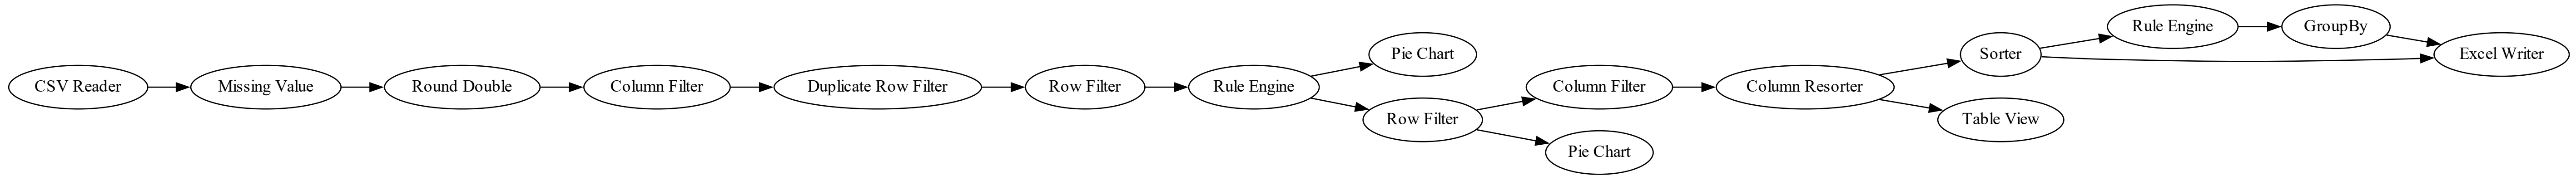 CSV Reader
Missing Value
Round Double
Column Filter
Duplicate Row Filter
Row Filter
Rule Engine
Pie Chart
Row Filter
Column Filter
Pie Chart
Column Resorter
Sorter
Table View
Rule Engine
GroupBy
Excel Writer